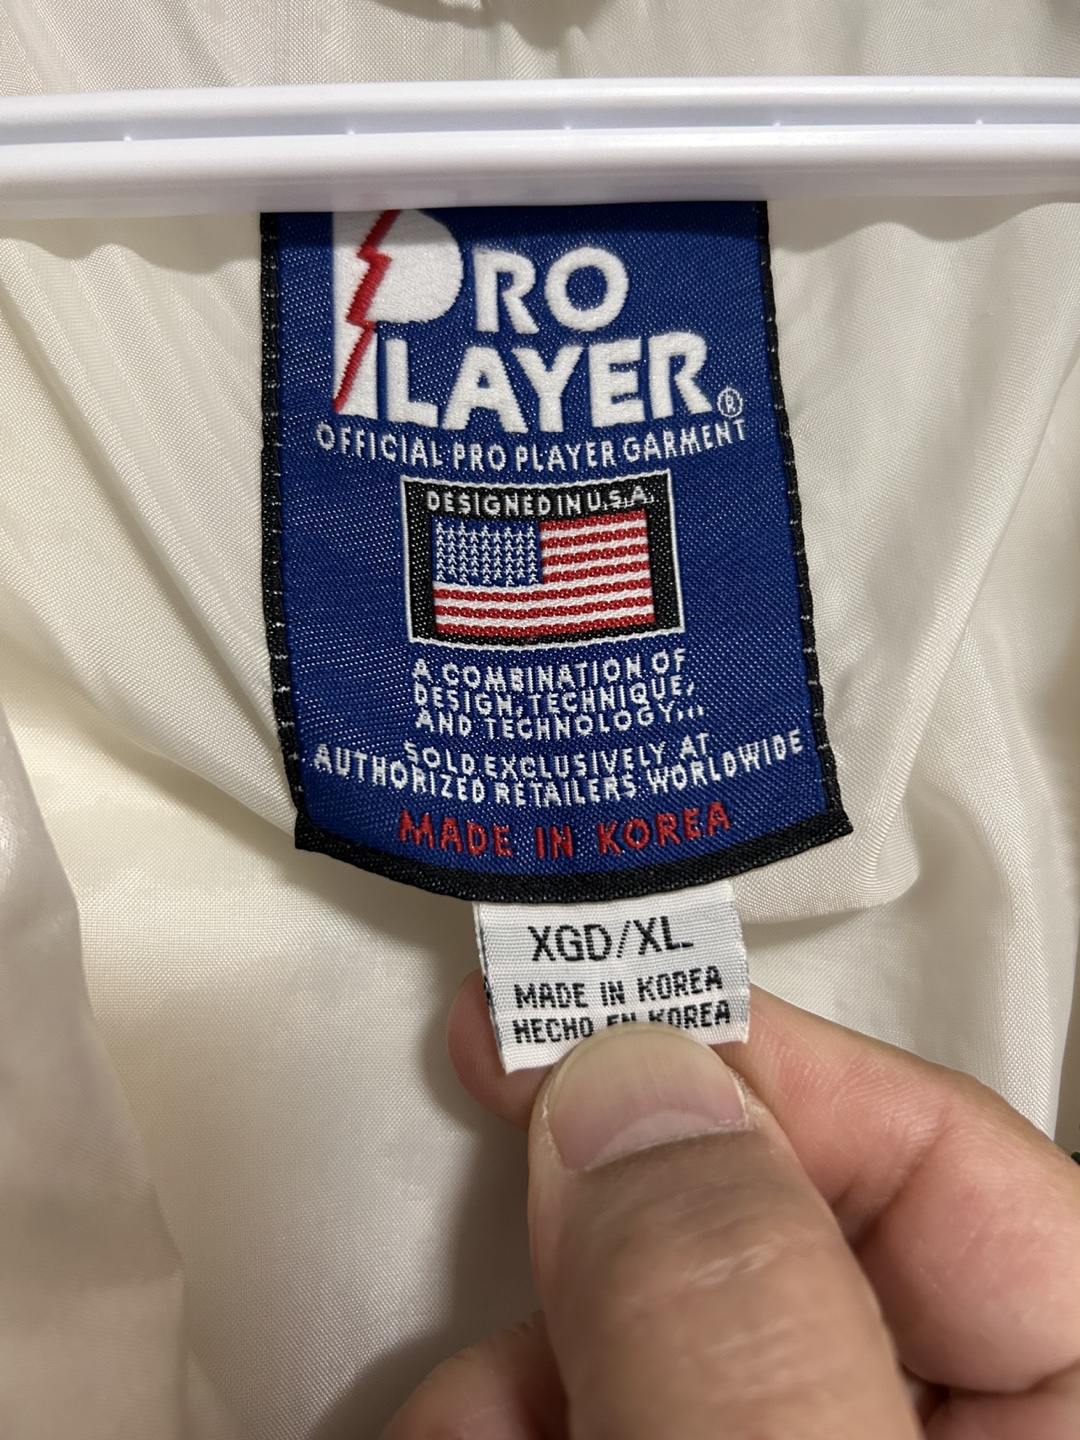 PRO
PLAYER®
OFFICIAL PRO PLAYER GARMENT
DESIGNED IN U.S.A.
A COMBINATION OF
DESIGN, TECHNIQUE,
AND TECHNOLOGY...
SOLD EXCLUSIVELY AT
AUTHORIZED RETAILERS WORLDWIDE
MADE IN KOREA
XGD/XL
MADE IN KOREA
HECHO EN KOREA